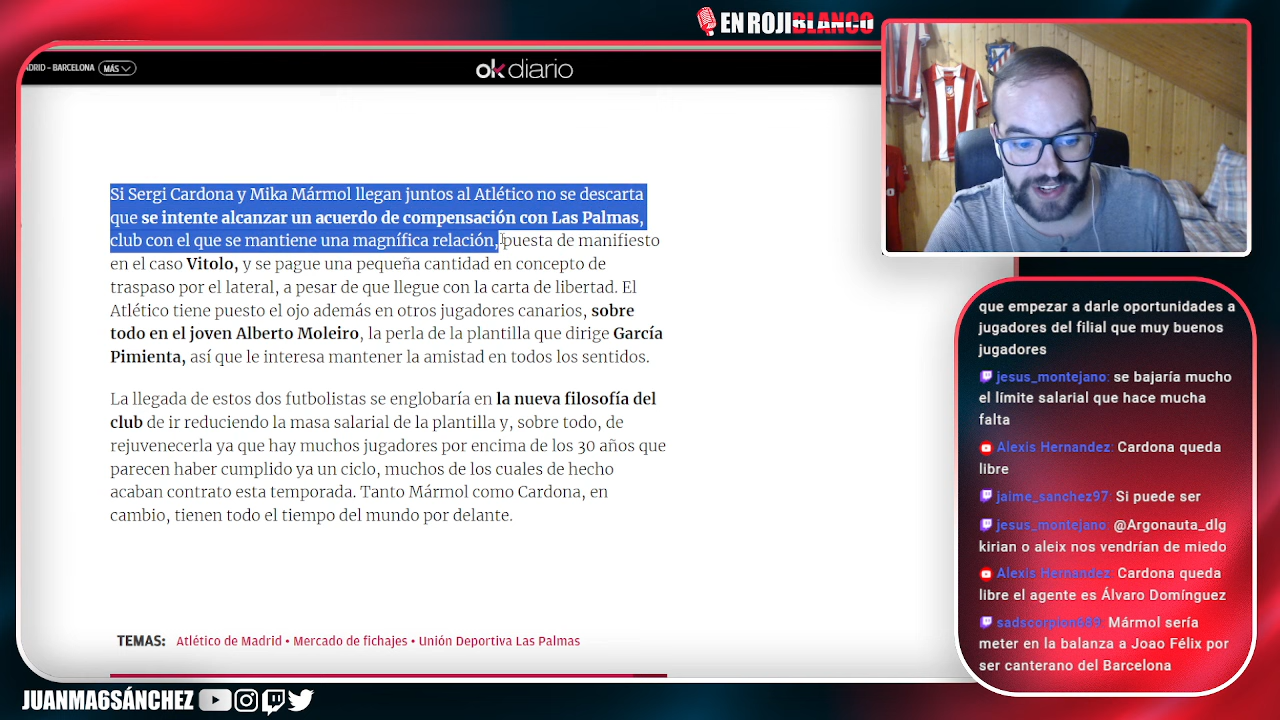 EN ROJIBLANCO
DRID – BARCELONA
MÁS
okdiario
Si Sergi Cardona y Mika Mármol llegan juntos al Atlético no se descarta
que se intente alcanzar un acuerdo de compensación con Las Palmas,
club con el que se mantiene una magnífica relación, puesta de manifiesto
en el caso Vitolo, y se pague una pequeña cantidad en concepto de
traspaso por el lateral, a pesar de que llegue con la carta de libertad. El
Atlético tiene puesto el ojo además en otros jugadores canarios, sobre
todo en el joven Alberto Moleiro, la perla de la plantilla que dirige García
Pimienta, así que le interesa mantener la amistad en todos los sentidos.
La llegada de estos dos futbolistas se englobaría en la nueva filosofía del
club de ir reduciendo la masa salarial de la plantilla y, sobre todo, de
rejuvenecerla ya que hay muchos jugadores por encima de los 30 años que
parecen haber cumplido ya un ciclo, muchos de los cuales de hecho
acaban contrato esta temporada. Tanto Mármol como Cardona, en
cambio, tienen todo el tiempo del mundo por delante.
TEMAS: Atlético de Madrid • Mercado de fichajes • Unión Deportiva Las Palmas
que empezar a darle oportunidades a
jugadores del filial que muy buenos
jugadores
jesus_montejano: se bajaría mucho
el límite salarial que hace mucha
falta
Alexis Hernandez: Cardona queda
libre
jaime_sanchez97: Si puede ser
jesus_montejano: @Argonauta_dlg
kirian o aleix nos vendrían de miedo
Alexis Hernandez: Cardona queda
libre el agente es Álvaro Domínguez
sadscorpion689: Mármol sería
meter en la balanza a Joao Félix por
ser canterano del Barcelona
JUANMA6SÁNCHEZ